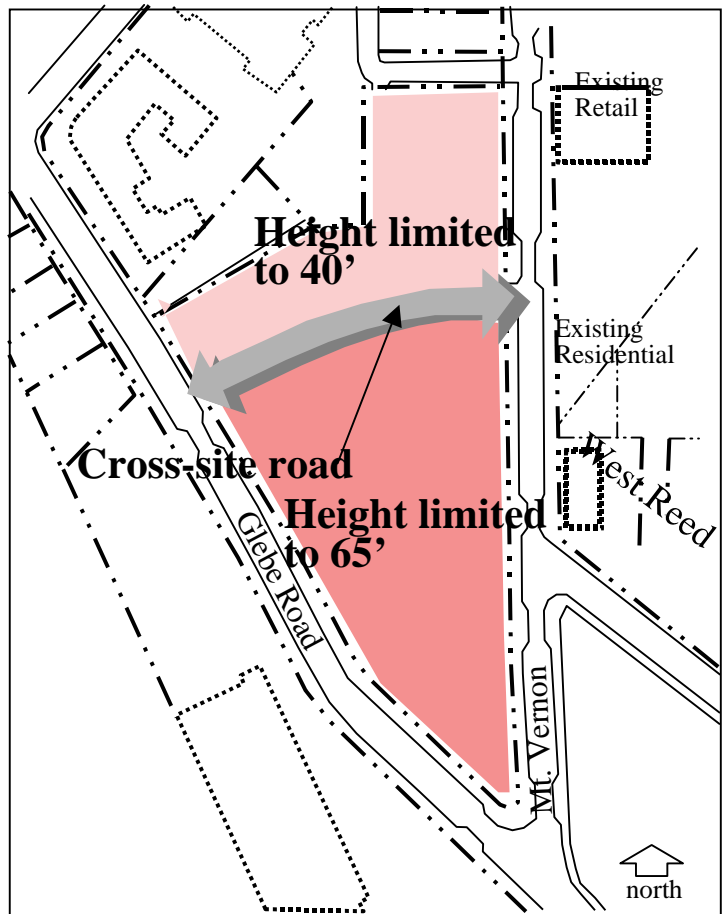 Existing
Retail
Height limited
to 40’
Existing
Residential
Cross-site road
West Reed
Height limited
to 65’
Glebe Road
Mt. Vernon
north